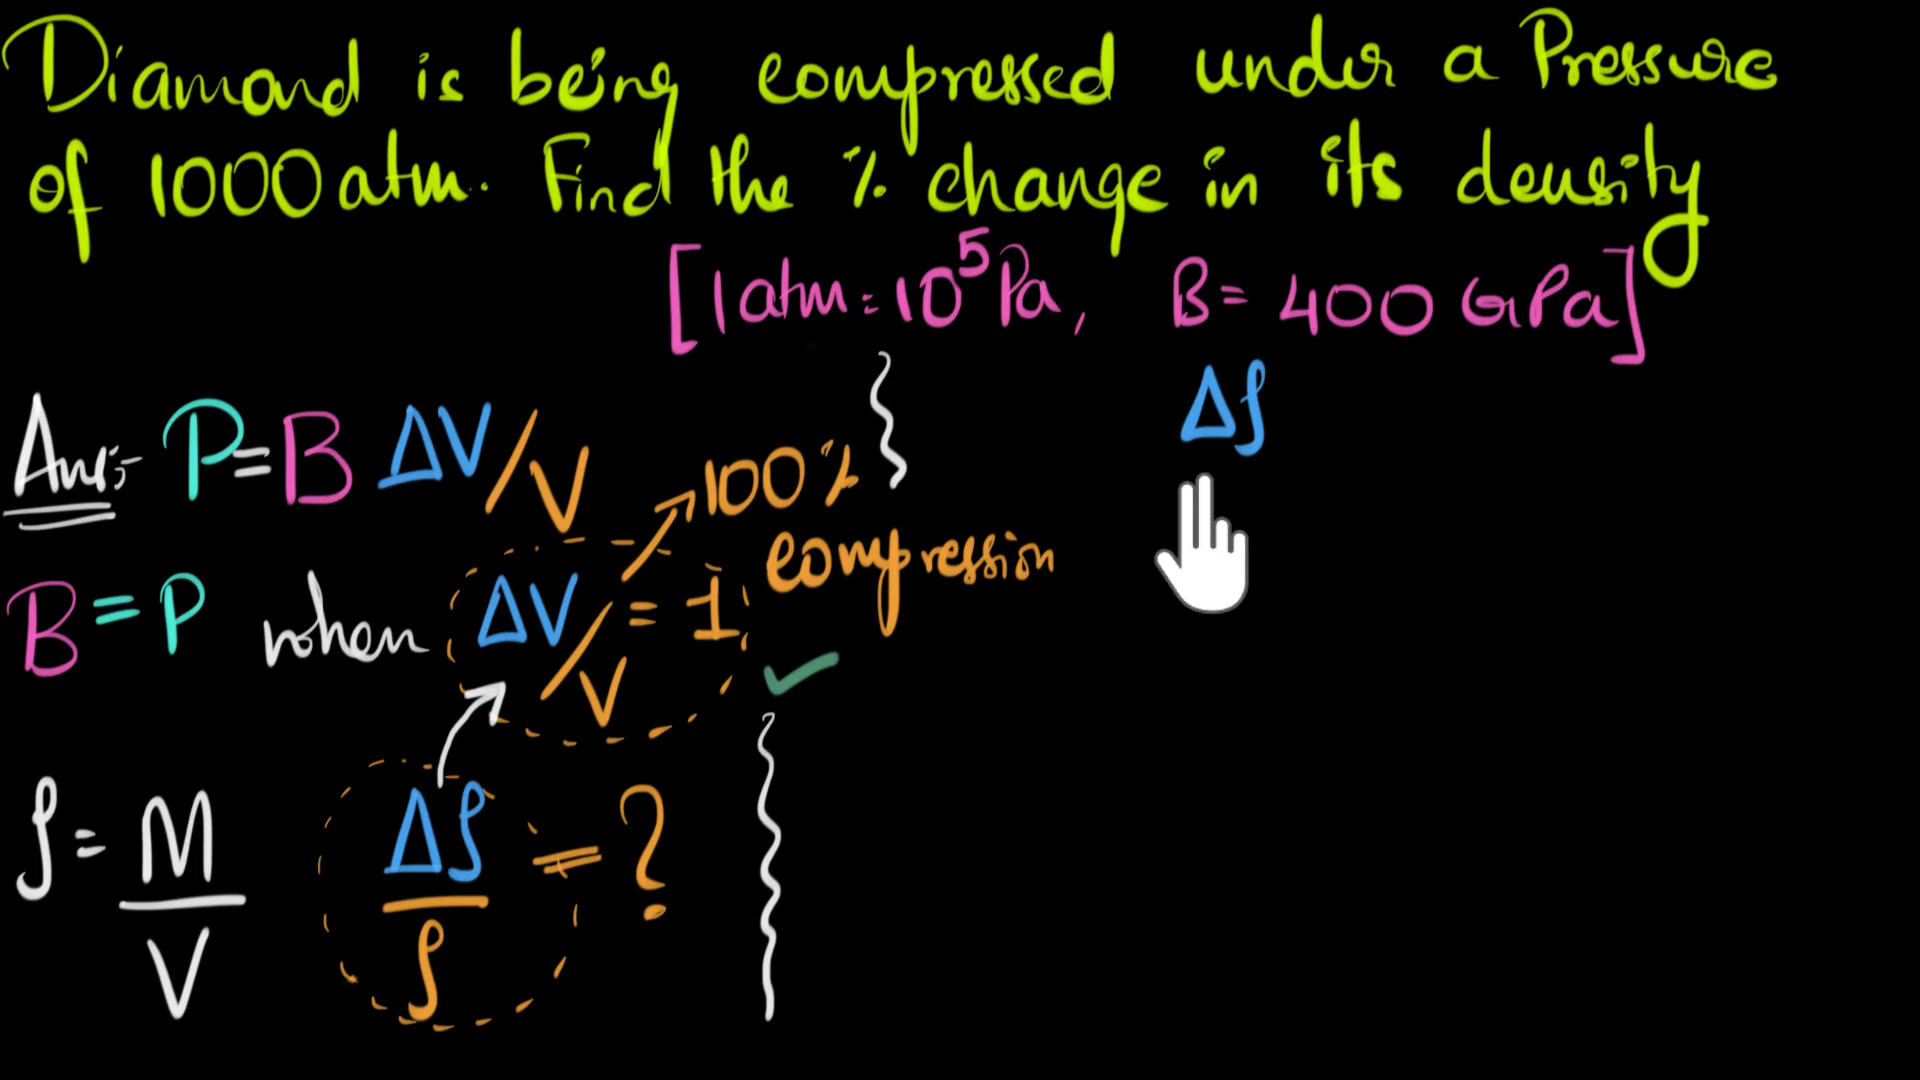 Diamond is being compressed under a Pressure
of 1000 atm. Find the % change in its density
[1 atm = 10⁵ Pa, B = 400 GPa]
Ans:- P = B ΔV/V
100 % compression
B = P when ΔV/V = 1
ρ = M/V Δρ/ρ = ?
Δρ